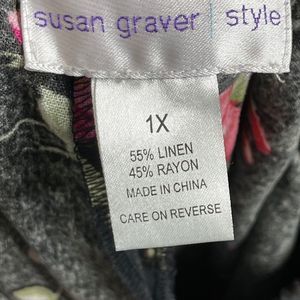 susan graver | style
1X
55% LINEN
45% RAYON
MADE IN CHINA
CARE ON REVERSE